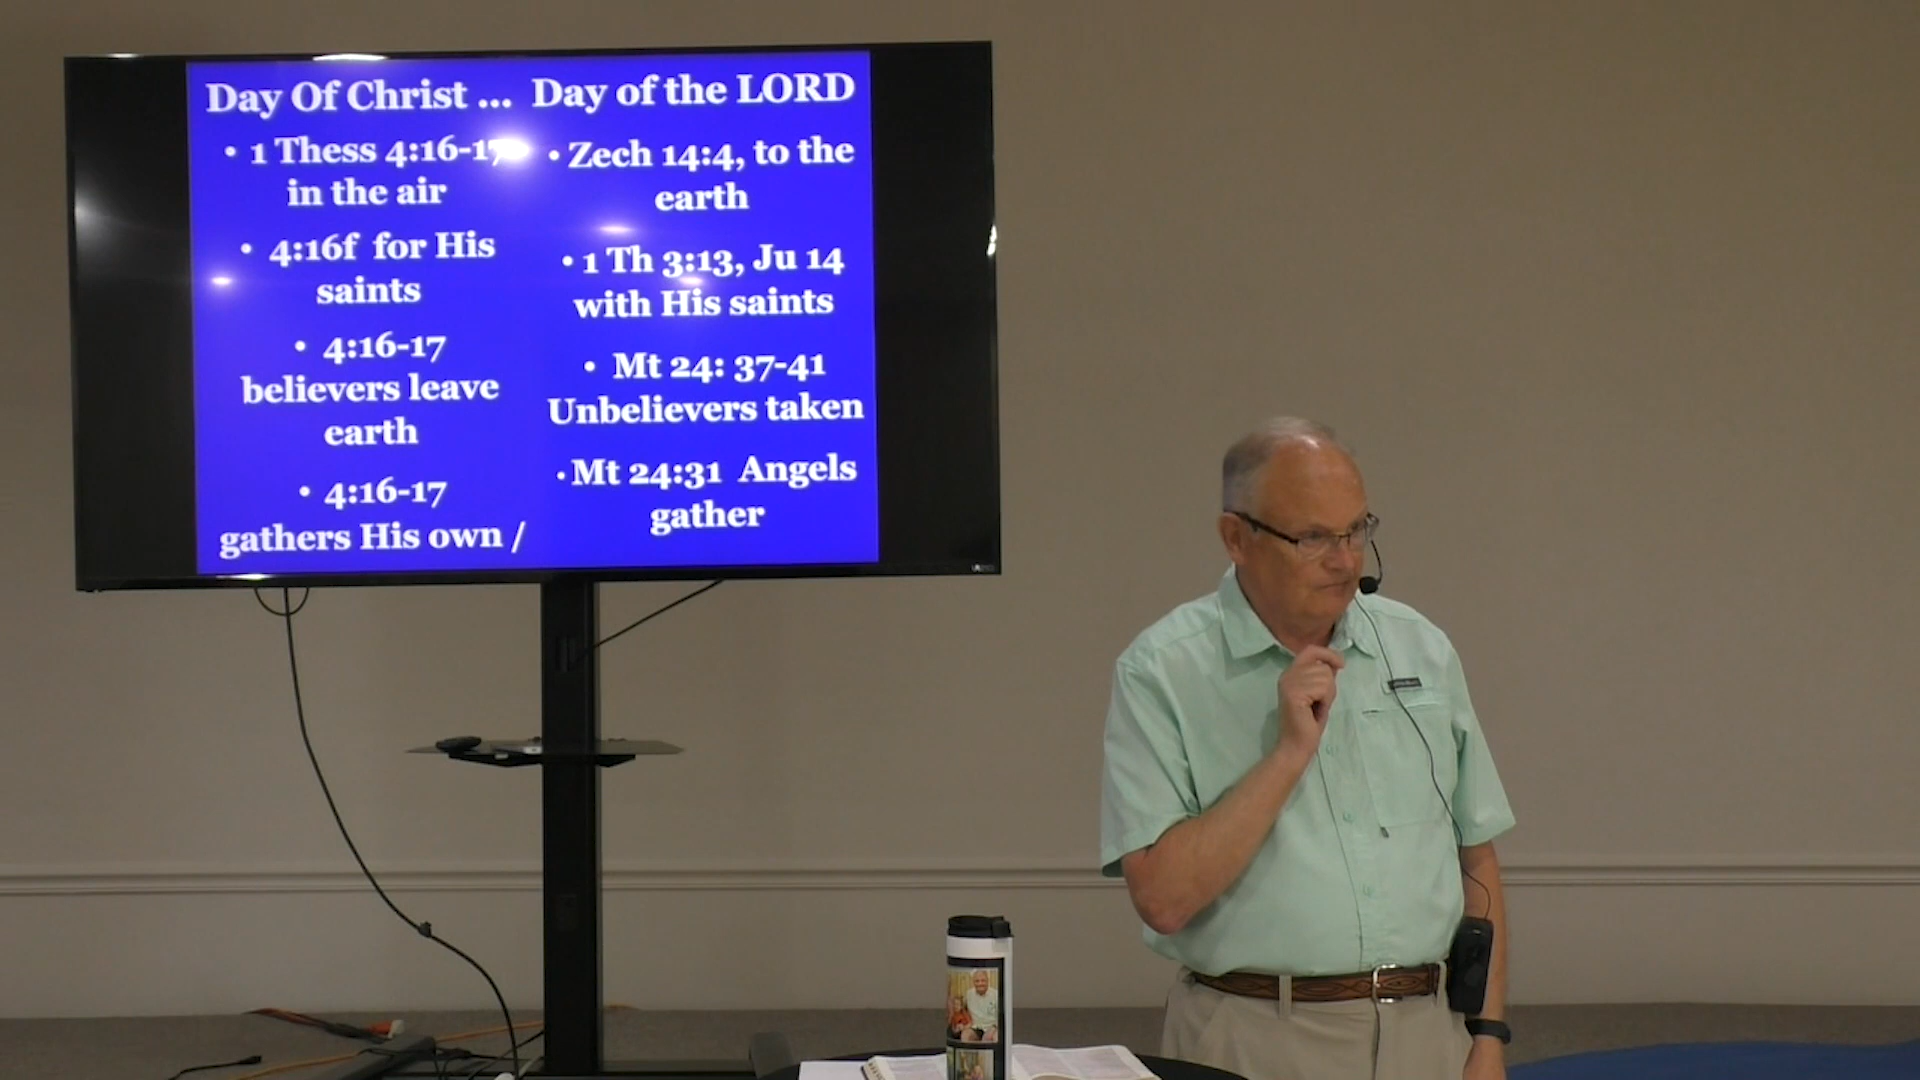 Day Of Christ ... Day of the LORD
• 1 Thess 4:16-17
in the air
• 4:16f for His
saints
• 4:16-17
believers leave
earth
• 4:16-17
gathers His own /
• Zech 14:4, to the
earth
• 1 Th 3:13, Ju 14
with His saints
• Mt 24: 37-41
Unbelievers taken
• Mt 24:31 Angels
gather